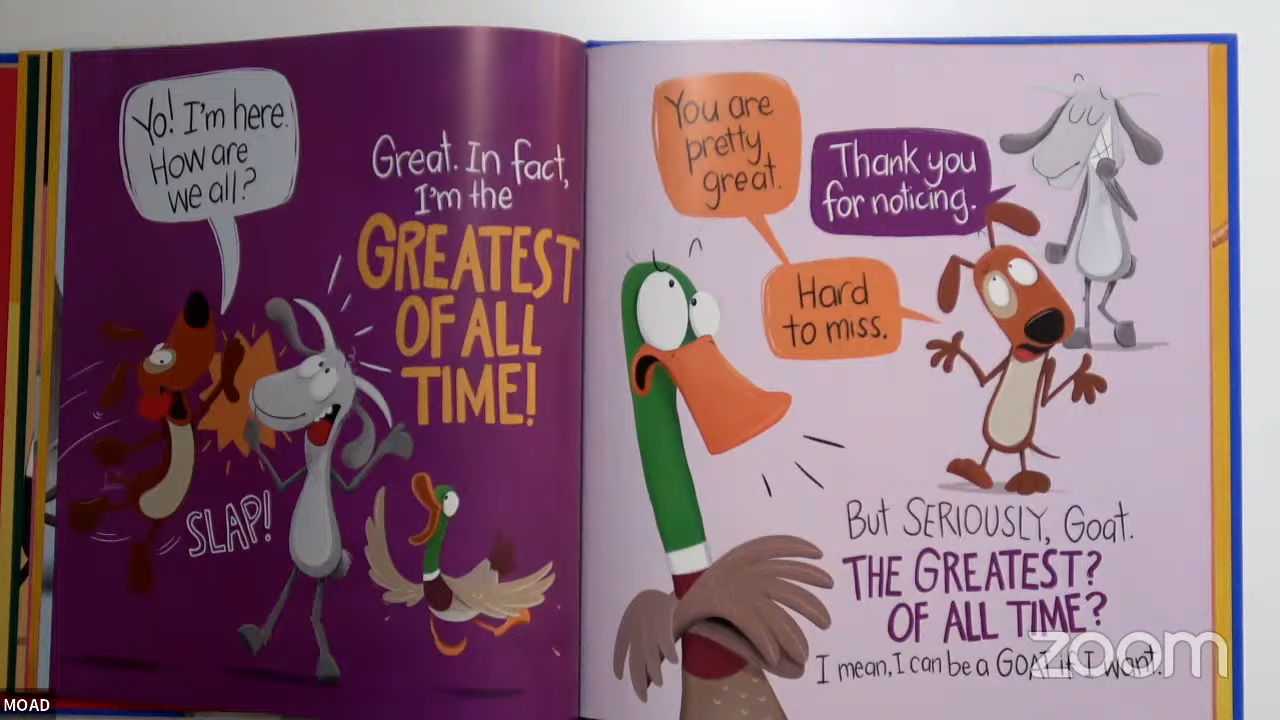 Yo! I'm here.
How are
we all?
Great. In fact,
I'm the
GREATEST
OF ALL
TIME!
SLAP!
You are
pretty
great.
Thank you
for noticing.
Hard
to miss.
But SERIOUSLY, Goat.
THE GREATEST?
OF ALL TIME?
I mean, I can be a GOAT if I want.
zoom
MOAD